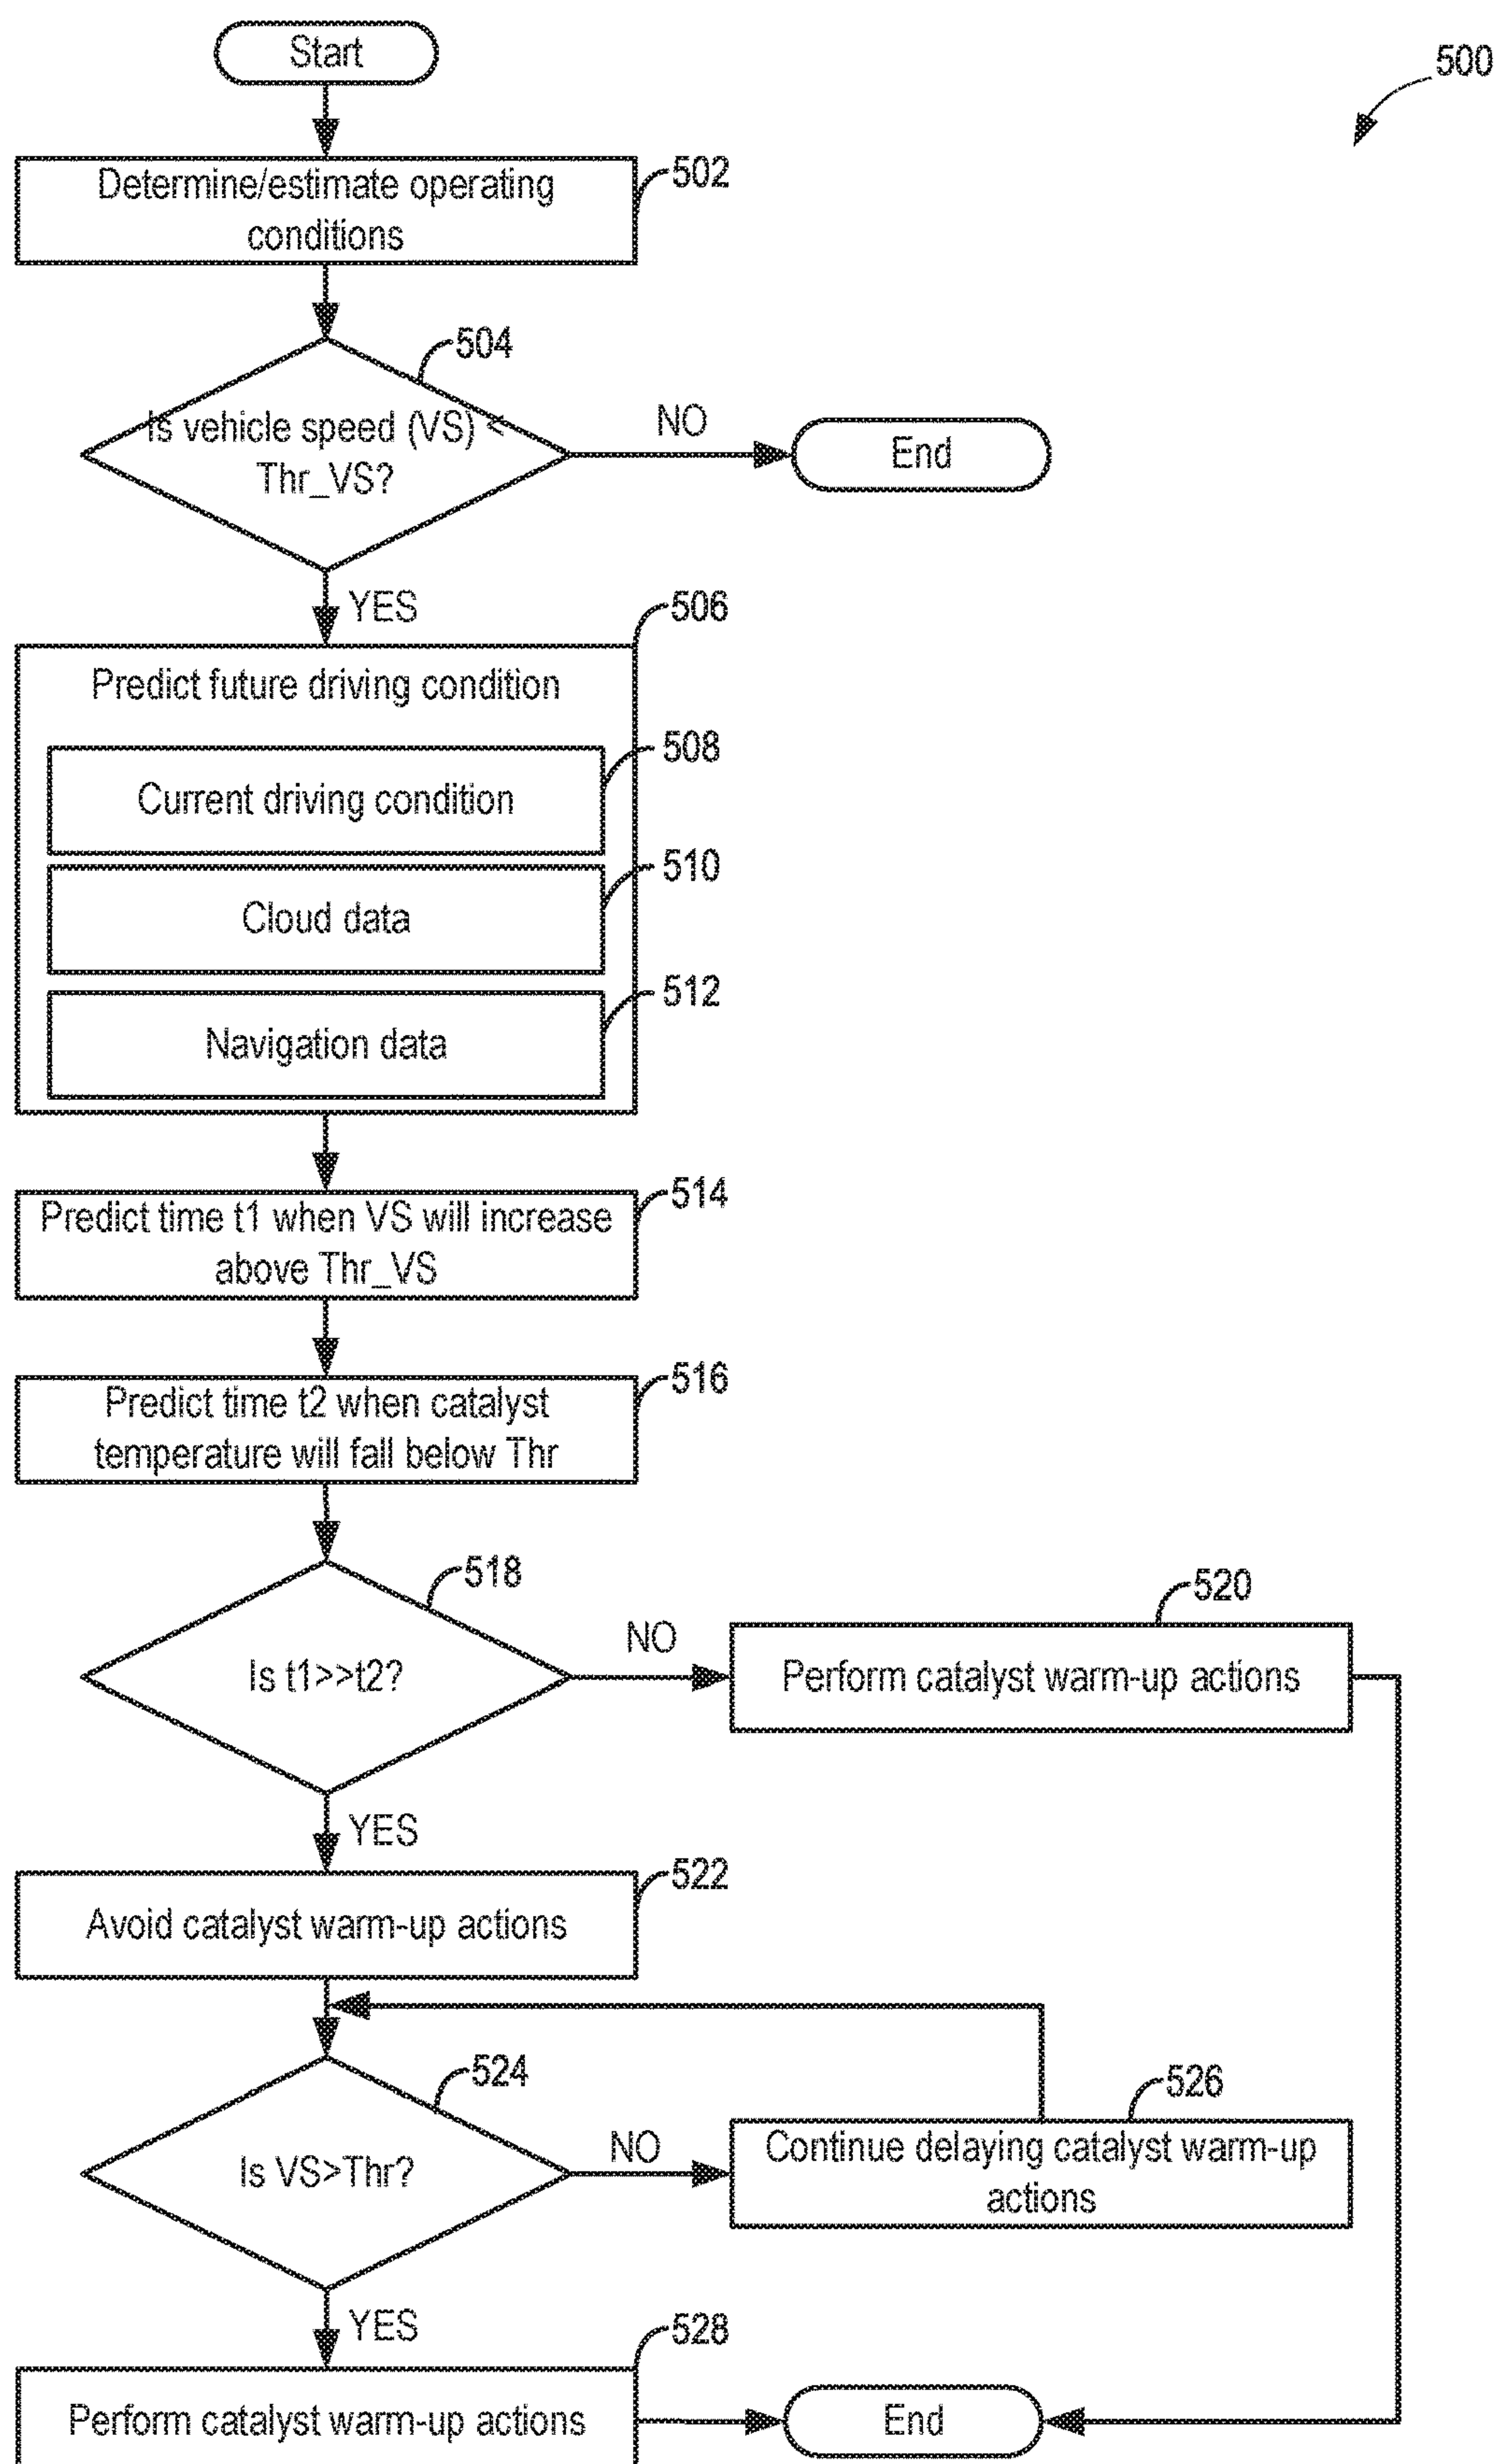 Start
500
Determine/estimate operating
conditions
502
504
Is vehicle speed (VS) <
Thr_VS?
NO
End
YES
506
Predict future driving condition
508
Current driving condition
510
Cloud data
512
Navigation data
514
Predict time t1 when VS will increase
above Thr_VS
516
Predict time t2 when catalyst
temperature will fall below Thr
518
Is t1>>t2?
NO
520
Perform catalyst warm-up actions
YES
522
Avoid catalyst warm-up actions
524
Is VS>Thr?
NO
526
Continue delaying catalyst warm-up
actions
YES
528
Perform catalyst warm-up actions
End